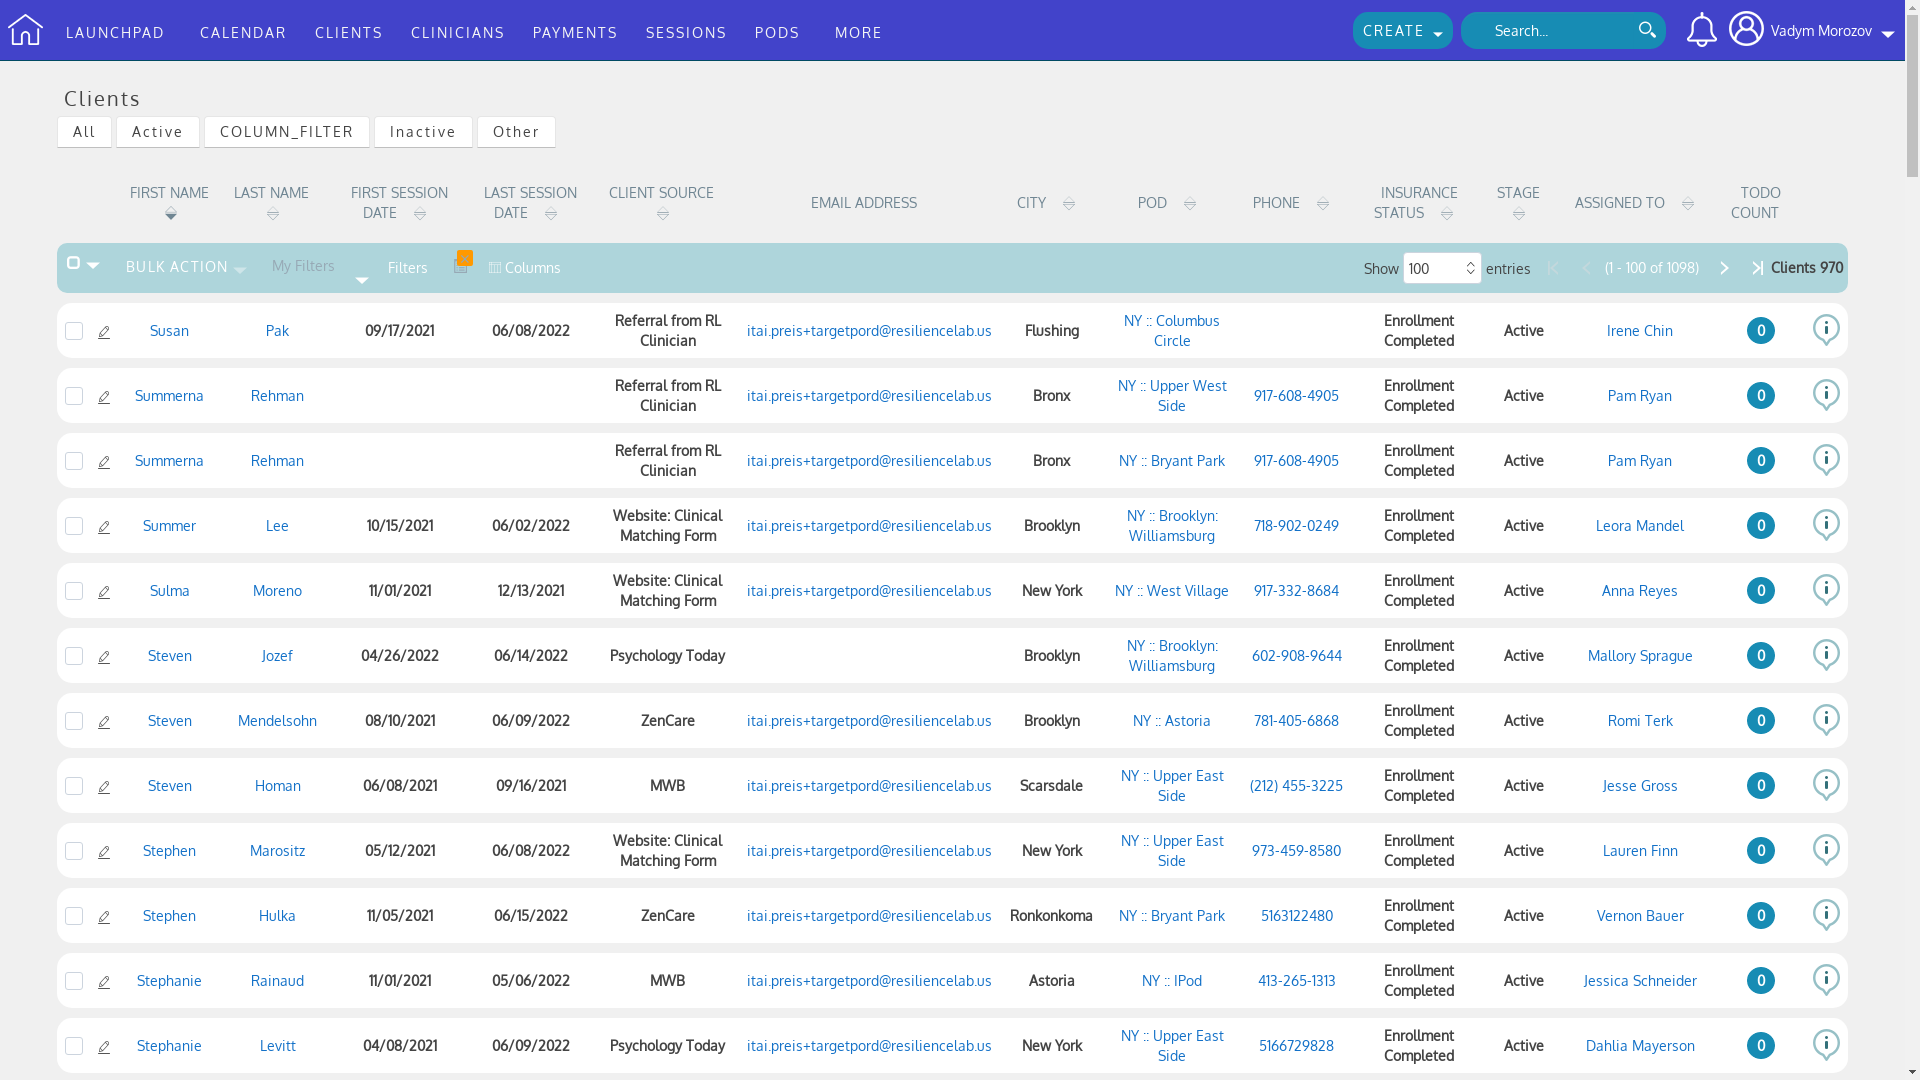 LAUNCHPAD CALENDAR CLIENTS CLINICIANS PAYMENTS SESSIONS PODS MORE CREATE Search... Vadym Morozov
Clients
All Active COLUMN_FILTER Inactive Other
FIRST NAME LAST NAME FIRST SESSION DATE LAST SESSION DATE CLIENT SOURCE EMAIL ADDRESS CITY POD PHONE INSURANCE STATUS STAGE ASSIGNED TO TODO COUNT
BULK ACTION My Filters Filters Columns Show 100 entries (1 - 100 of 1098) Clients 970
Susan Pak 09/17/2021 06/08/2022 Referral from RL Clinician itai.preis+targetpord@resiliencelab.us Flushing NY :: Columbus Circle Enrollment Completed Active Irene Chin 0
Summerna Rehman Referral from RL Clinician itai.preis+targetpord@resiliencelab.us Bronx NY :: Upper West Side 917-608-4905 Enrollment Completed Active Pam Ryan 0
Summerna Rehman Referral from RL Clinician itai.preis+targetpord@resiliencelab.us Bronx NY :: Bryant Park 917-608-4905 Enrollment Completed Active Pam Ryan 0
Summer Lee 10/15/2021 06/02/2022 Website: Clinical Matching Form itai.preis+targetpord@resiliencelab.us Brooklyn NY :: Brooklyn: Williamsburg 718-902-0249 Enrollment Completed Active Leora Mandel 0
Sulma Moreno 11/01/2021 12/13/2021 Website: Clinical Matching Form itai.preis+targetpord@resiliencelab.us New York NY :: West Village 917-332-8684 Enrollment Completed Active Anna Reyes 0
Steven Jozef 04/26/2022 06/14/2022 Psychology Today Brooklyn NY :: Brooklyn: Williamsburg 602-908-9644 Enrollment Completed Active Mallory Sprague 0
Steven Mendelsohn 08/10/2021 06/09/2022 ZenCare itai.preis+targetpord@resiliencelab.us Brooklyn NY :: Astoria 781-405-6868 Enrollment Completed Active Romi Terk 0
Steven Homan 06/08/2021 09/16/2021 MWB itai.preis+targetpord@resiliencelab.us Scarsdale NY :: Upper East Side (212) 455-3225 Enrollment Completed Active Jesse Gross 0
Stephen Marositz 05/12/2021 06/08/2022 Website: Clinical Matching Form itai.preis+targetpord@resiliencelab.us New York NY :: Upper East Side 973-459-8580 Enrollment Completed Active Lauren Finn 0
Stephen Hulka 11/05/2021 06/15/2022 ZenCare itai.preis+targetpord@resiliencelab.us Ronkonkoma NY :: Bryant Park 5163122480 Enrollment Completed Active Vernon Bauer 0
Stephanie Rainaud 11/01/2021 05/06/2022 MWB itai.preis+targetpord@resiliencelab.us Astoria NY :: IPod 413-265-1313 Enrollment Completed Active Jessica Schneider 0
Stephanie Levitt 04/08/2021 06/09/2022 Psychology Today itai.preis+targetpord@resiliencelab.us New York NY :: Upper East Side 5166729828 Enrollment Completed Active Dahlia Mayerson 0